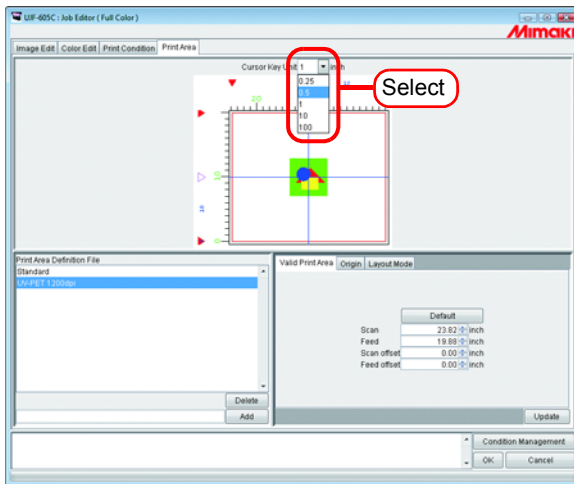 UJF-605C : Job Editor ( Full Color )
Mimaki
Image Edit Color Edit Print Condition Print Area
Cursor Key Unit 1 inch
0.25
0.5
1
10
100
Select
20
10
0
Print Area Definition File
Standard
UV-PET 1200dpi
Delete
Add
Valid Print Area Origin Layout Mode
Default
Scan 23.82 inch
Feed 19.88 inch
Scan offset 0.00 inch
Feed offset 0.00 inch
Update
Condition Management
OK Cancel